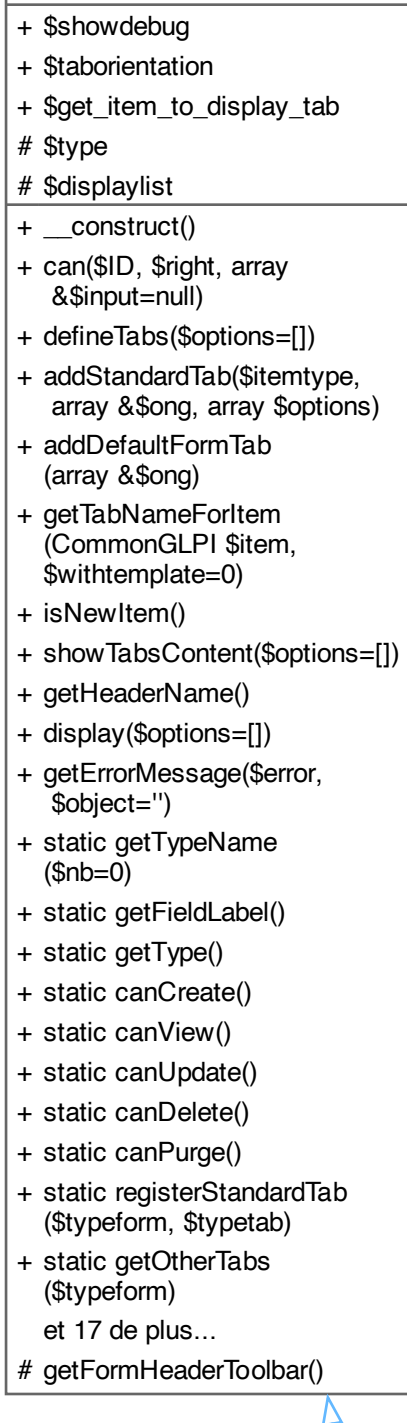 + $showdebug
+ $taborientation
+ $get_item_to_display_tab
# $type
# $displaylist
+ __construct()
+ can($ID, $right, array
&$input=null)
+ defineTabs($options=[])
+ addStandardTab($itemtype,
array &$ong, array $options)
+ addDefaultFormTab
(array &$ong)
+ getTabNameForItem
(CommonGLPI $item,
$withtemplate=0)
+ isNewItem()
+ showTabsContent($options=[])
+ getHeaderName()
+ display($options=[])
+ getErrorMessage($error,
$object='')
+ static getTypeName
($nb=0)
+ static getFieldLabel()
+ static getType()
+ static canCreate()
+ static canView()
+ static canUpdate()
+ static canDelete()
+ static canPurge()
+ static registerStandardTab
($typeform, $typetab)
+ static getOtherTabs
($typeform)
et 17 de plus...
# getFormHeaderToolbar()